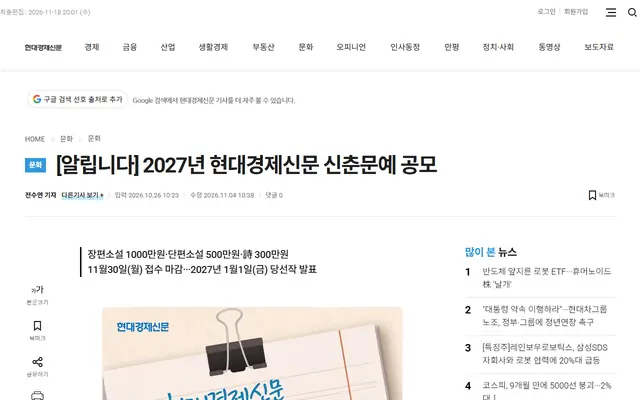 최종편집 : 2026-11-18 20:01 (수)
로그인
회원가입
현대경제신문
경제
금융
산업
생활경제
부동산
문화
오피니언
인사동정
만평
정치·사회
동영상
보도자료
구글 검색 선호 출처로 추가
Google 검색에서 현대경제신문 기사를 더 자주 볼 수 있습니다.
HOME
문화
문화
문화
[알립니다] 2027년 현대경제신문 신춘문예 공모
전수연 기자
다른기사 보기 +
입력 2026.10.26 10:23
수정 2026.11.04 10:38
댓글 0
북마크
장편소설 1000만원·단편소설 500만원·詩 300만원
11월30일(월) 접수 마감···2027년 1월1일(금) 당선작 발표
가가
본문크기
북마크
공유하기
현대경제신문
많이 본 뉴스
1
반도체 앞지른 로봇 ETF···휴머노이드
株 '날개'
2
"대통령 약속 이행하라"···현대차그룹
노조, 정부·그룹에 정년연장 촉구
3
[특징주]레인보우로보틱스, 삼성SDS
자회사와 로봇 협력에 20%대 급등
4
코스피, 9개월 만에 5000선 붕괴···2%